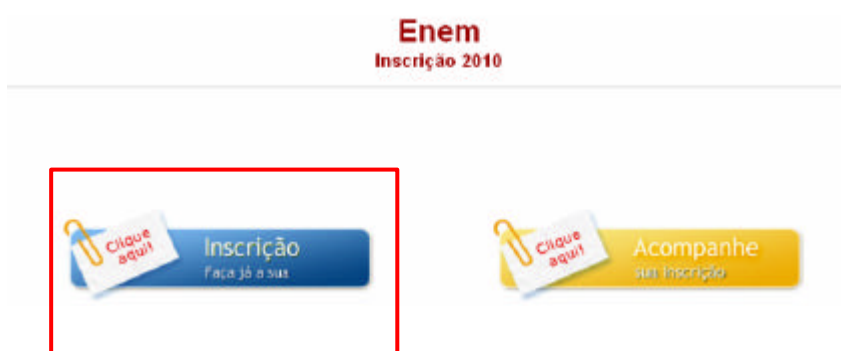 Enem
Inscrição 2010
Clique
aqui!
Inscrição
Faça já a sua
Clique
aqui!
Acompanhe
sua inscrição